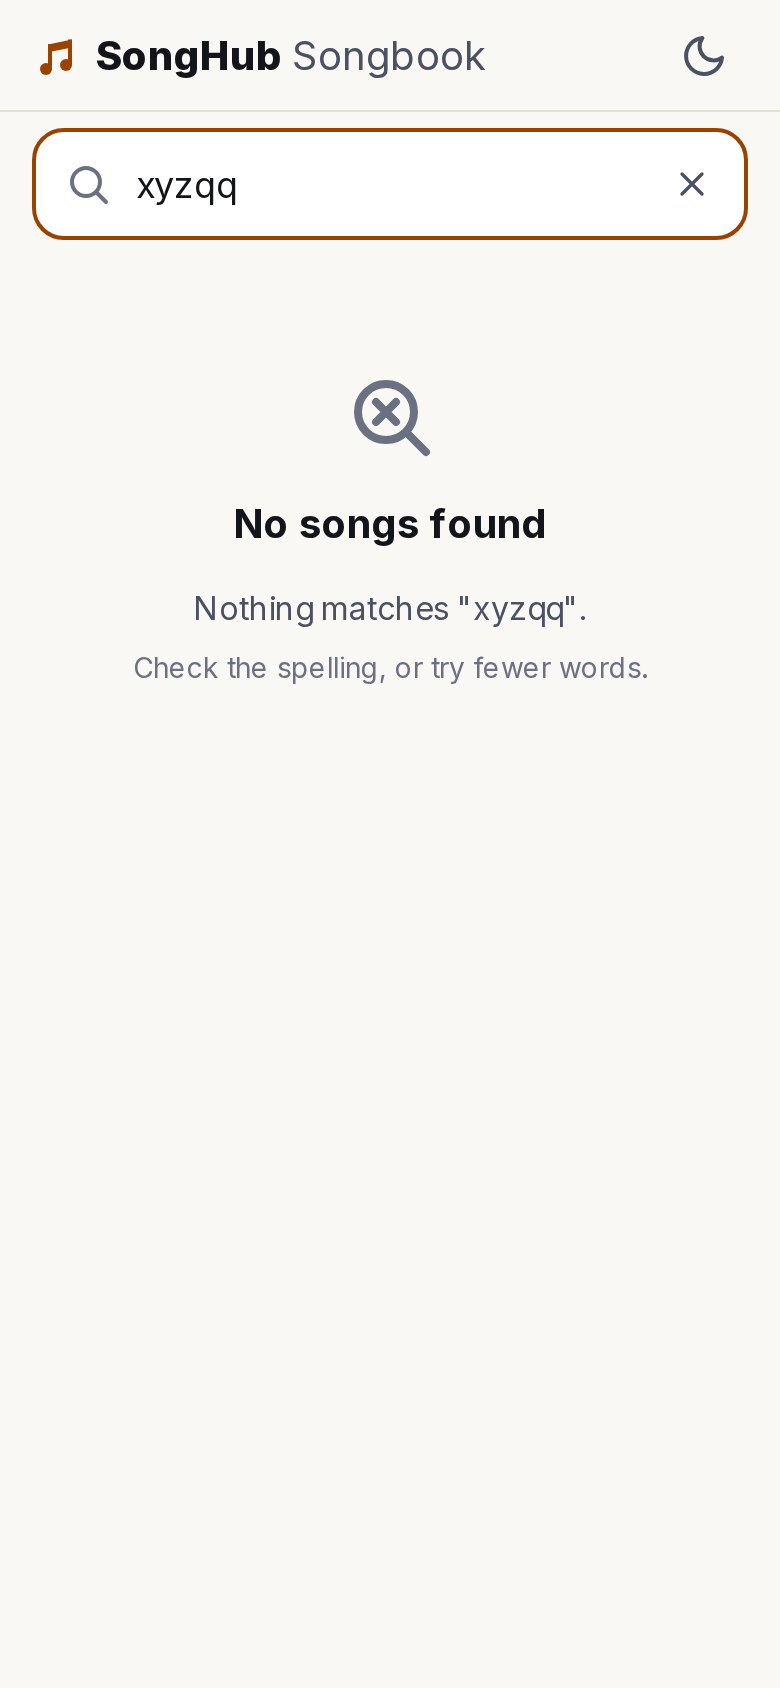 SongHub Songbook
xyzqq
No songs found
Nothing matches "xyzqq".
Check the spelling, or try fewer words.